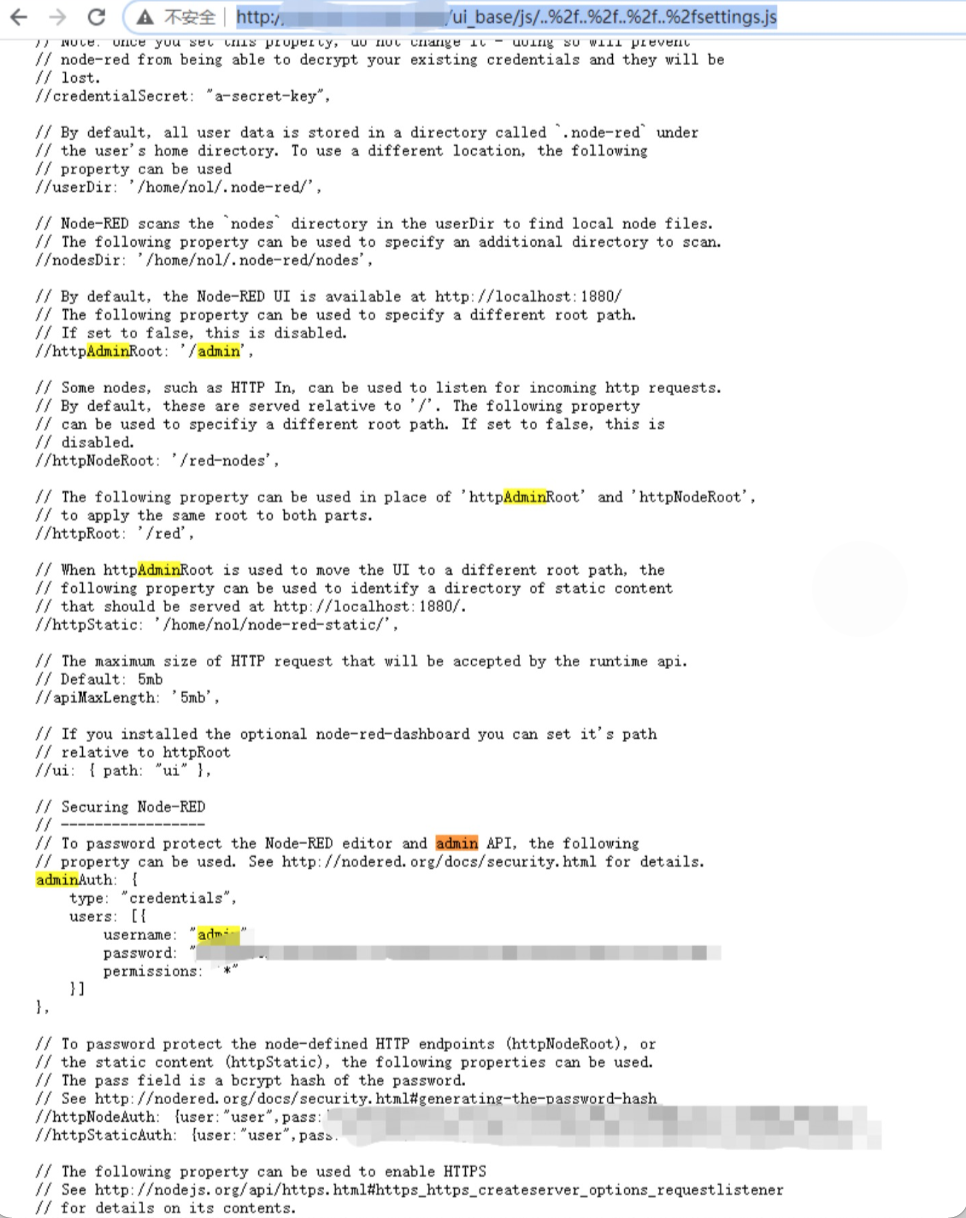 不安全 http:/ /ui_base/js/..%2f..%2f..%2f..%2fsettings.js
// Note: once you set this property, do not change it - doing so will prevent
// node-red from being able to decrypt your existing credentials and they will be
// lost.
//credentialSecret: "a-secret-key",
// By default, all user data is stored in a directory called `.node-red` under
// the user's home directory. To use a different location, the following
// property can be used
//userDir: '/home/nol/.node-red/',
// Node-RED scans the `nodes` directory in the userDir to find local node files.
// The following property can be used to specify an additional directory to scan.
//nodesDir: '/home/nol/.node-red/nodes',
// By default, the Node-RED UI is available at http://localhost:1880/
// The following property can be used to specify a different root path.
// If set to false, this is disabled.
//httpAdminRoot: '/admin',
// Some nodes, such as HTTP In, can be used to listen for incoming http requests.
// By default, these are served relative to '/'. The following property
// can be used to specifiy a different root path. If set to false, this is
// disabled.
//httpNodeRoot: '/red-nodes',
// The following property can be used in place of 'httpAdminRoot' and 'httpNodeRoot',
// to apply the same root to both parts.
//httpRoot: '/red',
// When httpAdminRoot is used to move the UI to a different root path, the
// following property can be used to identify a directory of static content
// that should be served at http://localhost:1880/.
//httpStatic: '/home/nol/node-red-static/',
// The maximum size of HTTP request that will be accepted by the runtime api.
// Default: 5mb
//apiMaxLength: '5mb',
// If you installed the optional node-red-dashboard you can set it's path
// relative to httpRoot
//ui: { path: "ui" },
// Securing Node-RED
// -----------------
// To password protect the Node-RED editor and admin API, the following
// property can be used. See http://nodered.org/docs/security.html for details.
adminAuth: {
type: "credentials",
users: [{
username: "admin"
password: "
permissions: "*"
}]
},
// To password protect the node-defined HTTP endpoints (httpNodeRoot), or
// the static content (httpStatic), the following properties can be used.
// The pass field is a bcrypt hash of the password.
// See http://nodered.org/docs/security.html#generating-the-password-hash
//httpNodeAuth: {user:"user",pass:
//httpStaticAuth: {user:"user",pass:
// The following property can be used to enable HTTPS
// See http://nodejs.org/api/https.html#https_https_createserver_options_requestlistener
// for details on its contents.